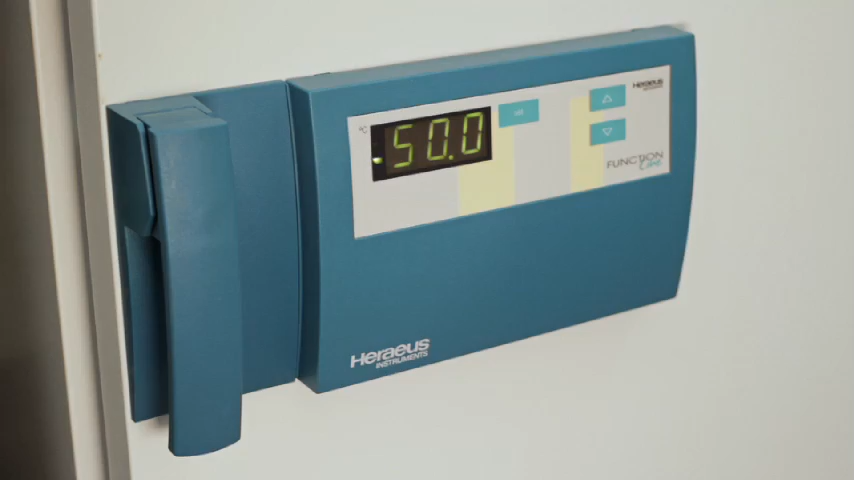 °C
50.0
Heraeus
FUNCTION
Line
Heraeus
INSTRUMENTS